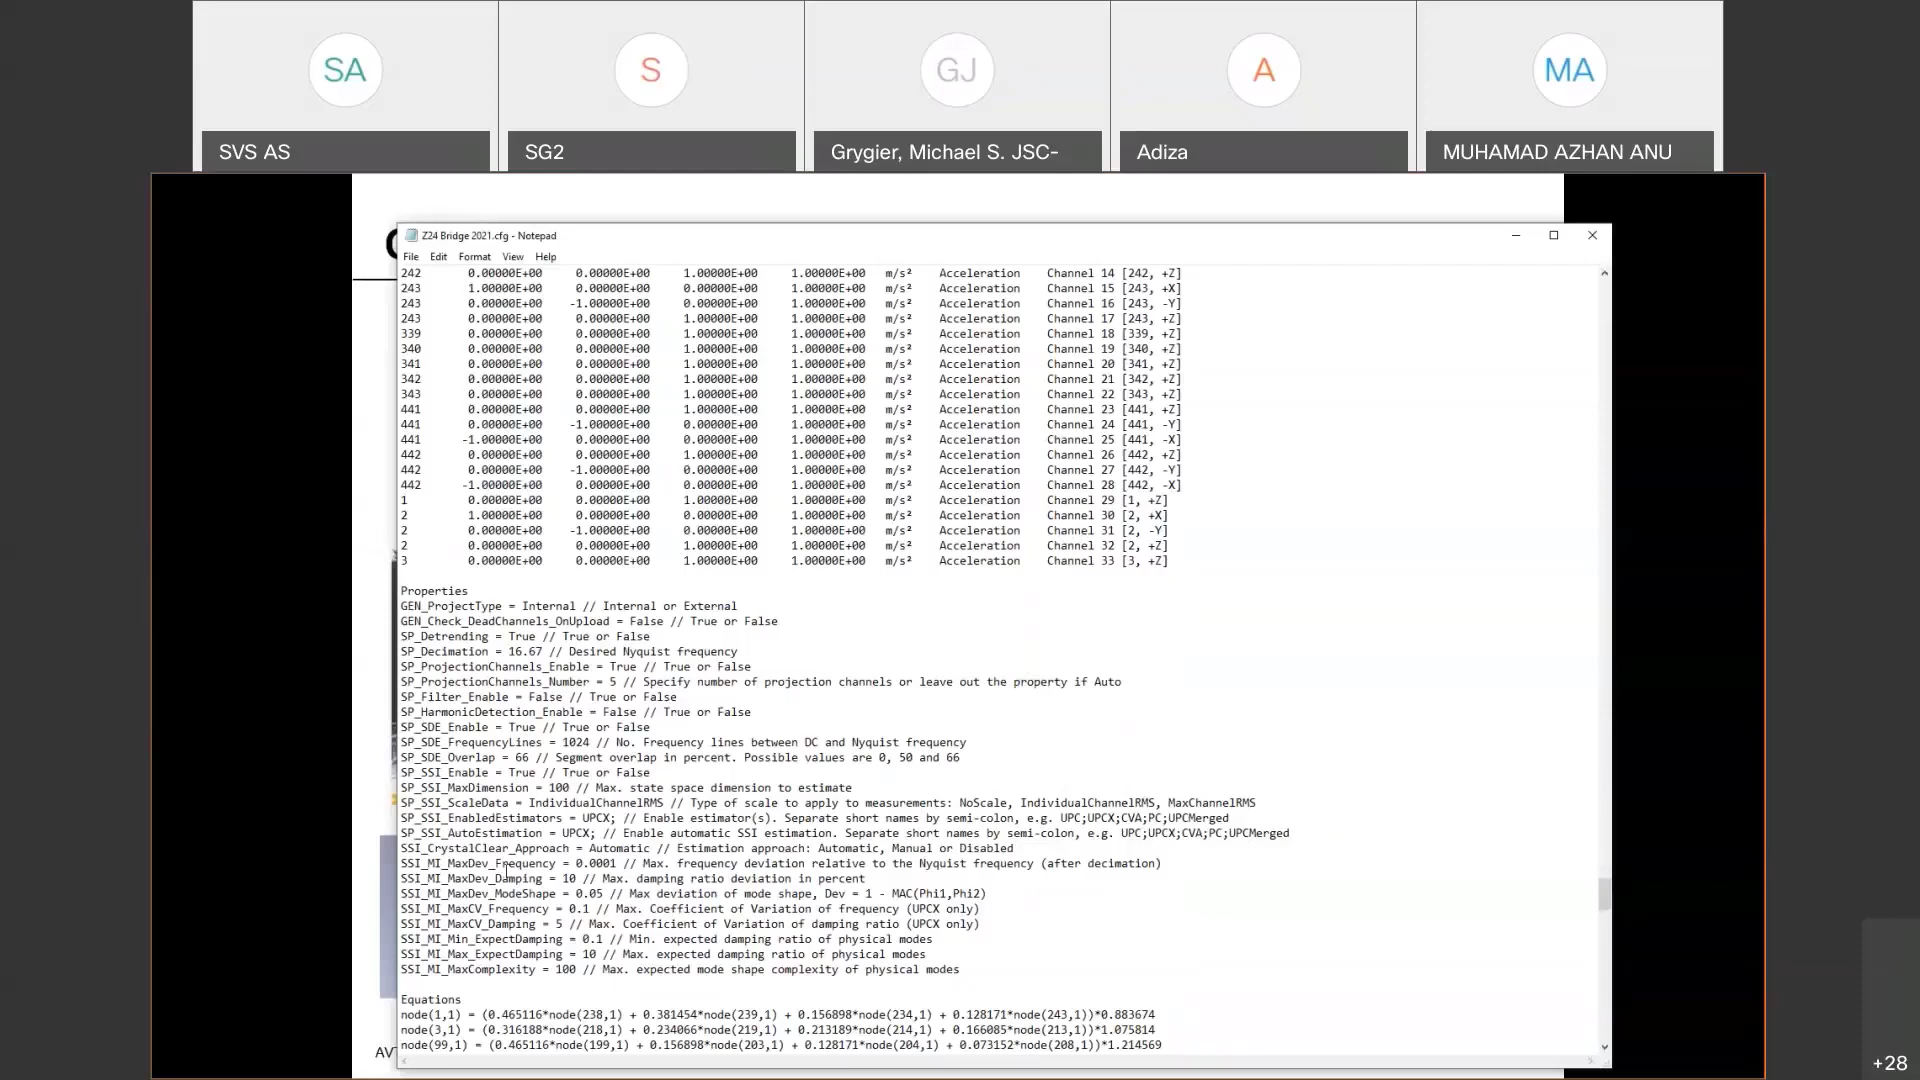 SA
S
GJ
A
MA
SVS AS
SG2
Grygier, Michael S. JSC-
Adiza
MUHAMAD AZHAN ANU
Z24 Bridge 2021.cfg - Notepad
File Edit Format View Help
242 0.00000E+00 0.00000E+00 1.00000E+00 1.00000E+00 m/s² Acceleration Channel 14 [242, +Z]
243 1.00000E+00 0.00000E+00 0.00000E+00 1.00000E+00 m/s² Acceleration Channel 15 [243, +X]
243 0.00000E+00 -1.00000E+00 0.00000E+00 1.00000E+00 m/s² Acceleration Channel 16 [243, -Y]
243 0.00000E+00 0.00000E+00 1.00000E+00 1.00000E+00 m/s² Acceleration Channel 17 [243, +Z]
339 0.00000E+00 0.00000E+00 1.00000E+00 1.00000E+00 m/s² Acceleration Channel 18 [339, +Z]
340 0.00000E+00 0.00000E+00 1.00000E+00 1.00000E+00 m/s² Acceleration Channel 19 [340, +Z]
341 0.00000E+00 0.00000E+00 1.00000E+00 1.00000E+00 m/s² Acceleration Channel 20 [341, +Z]
342 0.00000E+00 0.00000E+00 1.00000E+00 1.00000E+00 m/s² Acceleration Channel 21 [342, +Z]
343 0.00000E+00 0.00000E+00 1.00000E+00 1.00000E+00 m/s² Acceleration Channel 22 [343, +Z]
441 0.00000E+00 0.00000E+00 1.00000E+00 1.00000E+00 m/s² Acceleration Channel 23 [441, +Z]
441 0.00000E+00 -1.00000E+00 0.00000E+00 1.00000E+00 m/s² Acceleration Channel 24 [441, -Y]
441 -1.00000E+00 0.00000E+00 0.00000E+00 1.00000E+00 m/s² Acceleration Channel 25 [441, -X]
442 0.00000E+00 0.00000E+00 1.00000E+00 1.00000E+00 m/s² Acceleration Channel 26 [442, +Z]
442 0.00000E+00 -1.00000E+00 0.00000E+00 1.00000E+00 m/s² Acceleration Channel 27 [442, -Y]
442 -1.00000E+00 0.00000E+00 0.00000E+00 1.00000E+00 m/s² Acceleration Channel 28 [442, -X]
1 0.00000E+00 0.00000E+00 1.00000E+00 1.00000E+00 m/s² Acceleration Channel 29 [1, +Z]
2 1.00000E+00 0.00000E+00 0.00000E+00 1.00000E+00 m/s² Acceleration Channel 30 [2, +X]
2 0.00000E+00 -1.00000E+00 0.00000E+00 1.00000E+00 m/s² Acceleration Channel 31 [2, -Y]
2 0.00000E+00 0.00000E+00 1.00000E+00 1.00000E+00 m/s² Acceleration Channel 32 [2, +Z]
3 0.00000E+00 0.00000E+00 1.00000E+00 1.00000E+00 m/s² Acceleration Channel 33 [3, +Z]
Properties
GEN_ProjectType = Internal // Internal or External
GEN_Check_DeadChannels_OnUpload = False // True or False
SP_Detrending = True // True or False
SP_Decimation = 16.67 // Desired Nyquist frequency
SP_ProjectionChannels_Enable = True // True or False
SP_ProjectionChannels_Number = 5 // Specify number of projection channels or leave out the property if Auto
SP_Filter_Enable = False // True or False
SP_HarmonicDetection_Enable = False // True or False
SP_SDE_Enable = True // True or False
SP_SDE_FrequencyLines = 1024 // No. Frequency lines between DC and Nyquist frequency
SP_SDE_Overlap = 66 // Segment overlap in percent. Possible values are 0, 50 and 66
SP_SSI_Enable = True // True or False
SP_SSI_MaxDimension = 100 // Max. state space dimension to estimate
SP_SSI_ScaleData = IndividualChannelRMS // Type of scale to apply to measurements: NoScale, IndividualChannelRMS, MaxChannelRMS
SP_SSI_EnabledEstimators = UPCX; // Enable estimator(s). Separate short names by semi-colon, e.g. UPC;UPCX;CVA;PC;UPCMerged
SP_SSI_AutoEstimation = UPCX; // Enable automatic SSI estimation. Separate short names by semi-colon, e.g. UPC;UPCX;CVA;PC;UPCMerged
SSI_CrystalClear_Approach = Automatic // Estimation approach: Automatic, Manual or Disabled
SSI_MI_MaxDev_Frequency = 0.0001 // Max. frequency deviation relative to the Nyquist frequency (after decimation)
SSI_MI_MaxDev_Damping = 10 // Max. damping ratio deviation in percent
SSI_MI_MaxDev_ModeShape = 0.05 // Max deviation of mode shape, Dev = 1 - MAC(Phi1,Phi2)
SSI_MI_MaxCV_Frequency = 0.1 // Max. Coefficient of Variation of frequency (UPCX only)
SSI_MI_MaxCV_Damping = 5 // Max. Coefficient of Variation of damping ratio (UPCX only)
SSI_MI_Min_ExpectDamping = 0.1 // Min. expected damping ratio of physical modes
SSI_MI_Max_ExpectDamping = 10 // Max. expected damping ratio of physical modes
SSI_MI_MaxComplexity = 100 // Max. expected mode shape complexity of physical modes
Equations
node(1,1) = (0.465116*node(238,1) + 0.381454*node(239,1) + 0.156898*node(234,1) + 0.128171*node(243,1))*0.883674
node(3,1) = (0.316188*node(218,1) + 0.234066*node(219,1) + 0.213189*node(214,1) + 0.166085*node(213,1))*1.075814
node(99,1) = (0.465116*node(199,1) + 0.156898*node(203,1) + 0.128171*node(204,1) + 0.073152*node(208,1))*1.214569
AV
+28